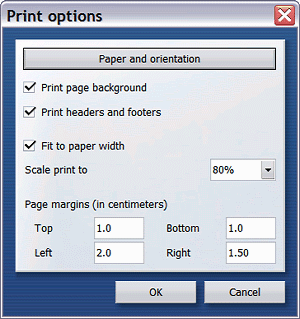 Print options
Paper and orientation
Print page background
Print headers and footers
Fit to paper width
Scale print to 80%
Page margins (in centimeters)
Top 1.0 Bottom 1.0
Left 2.0 Right 1.50
OK Cancel